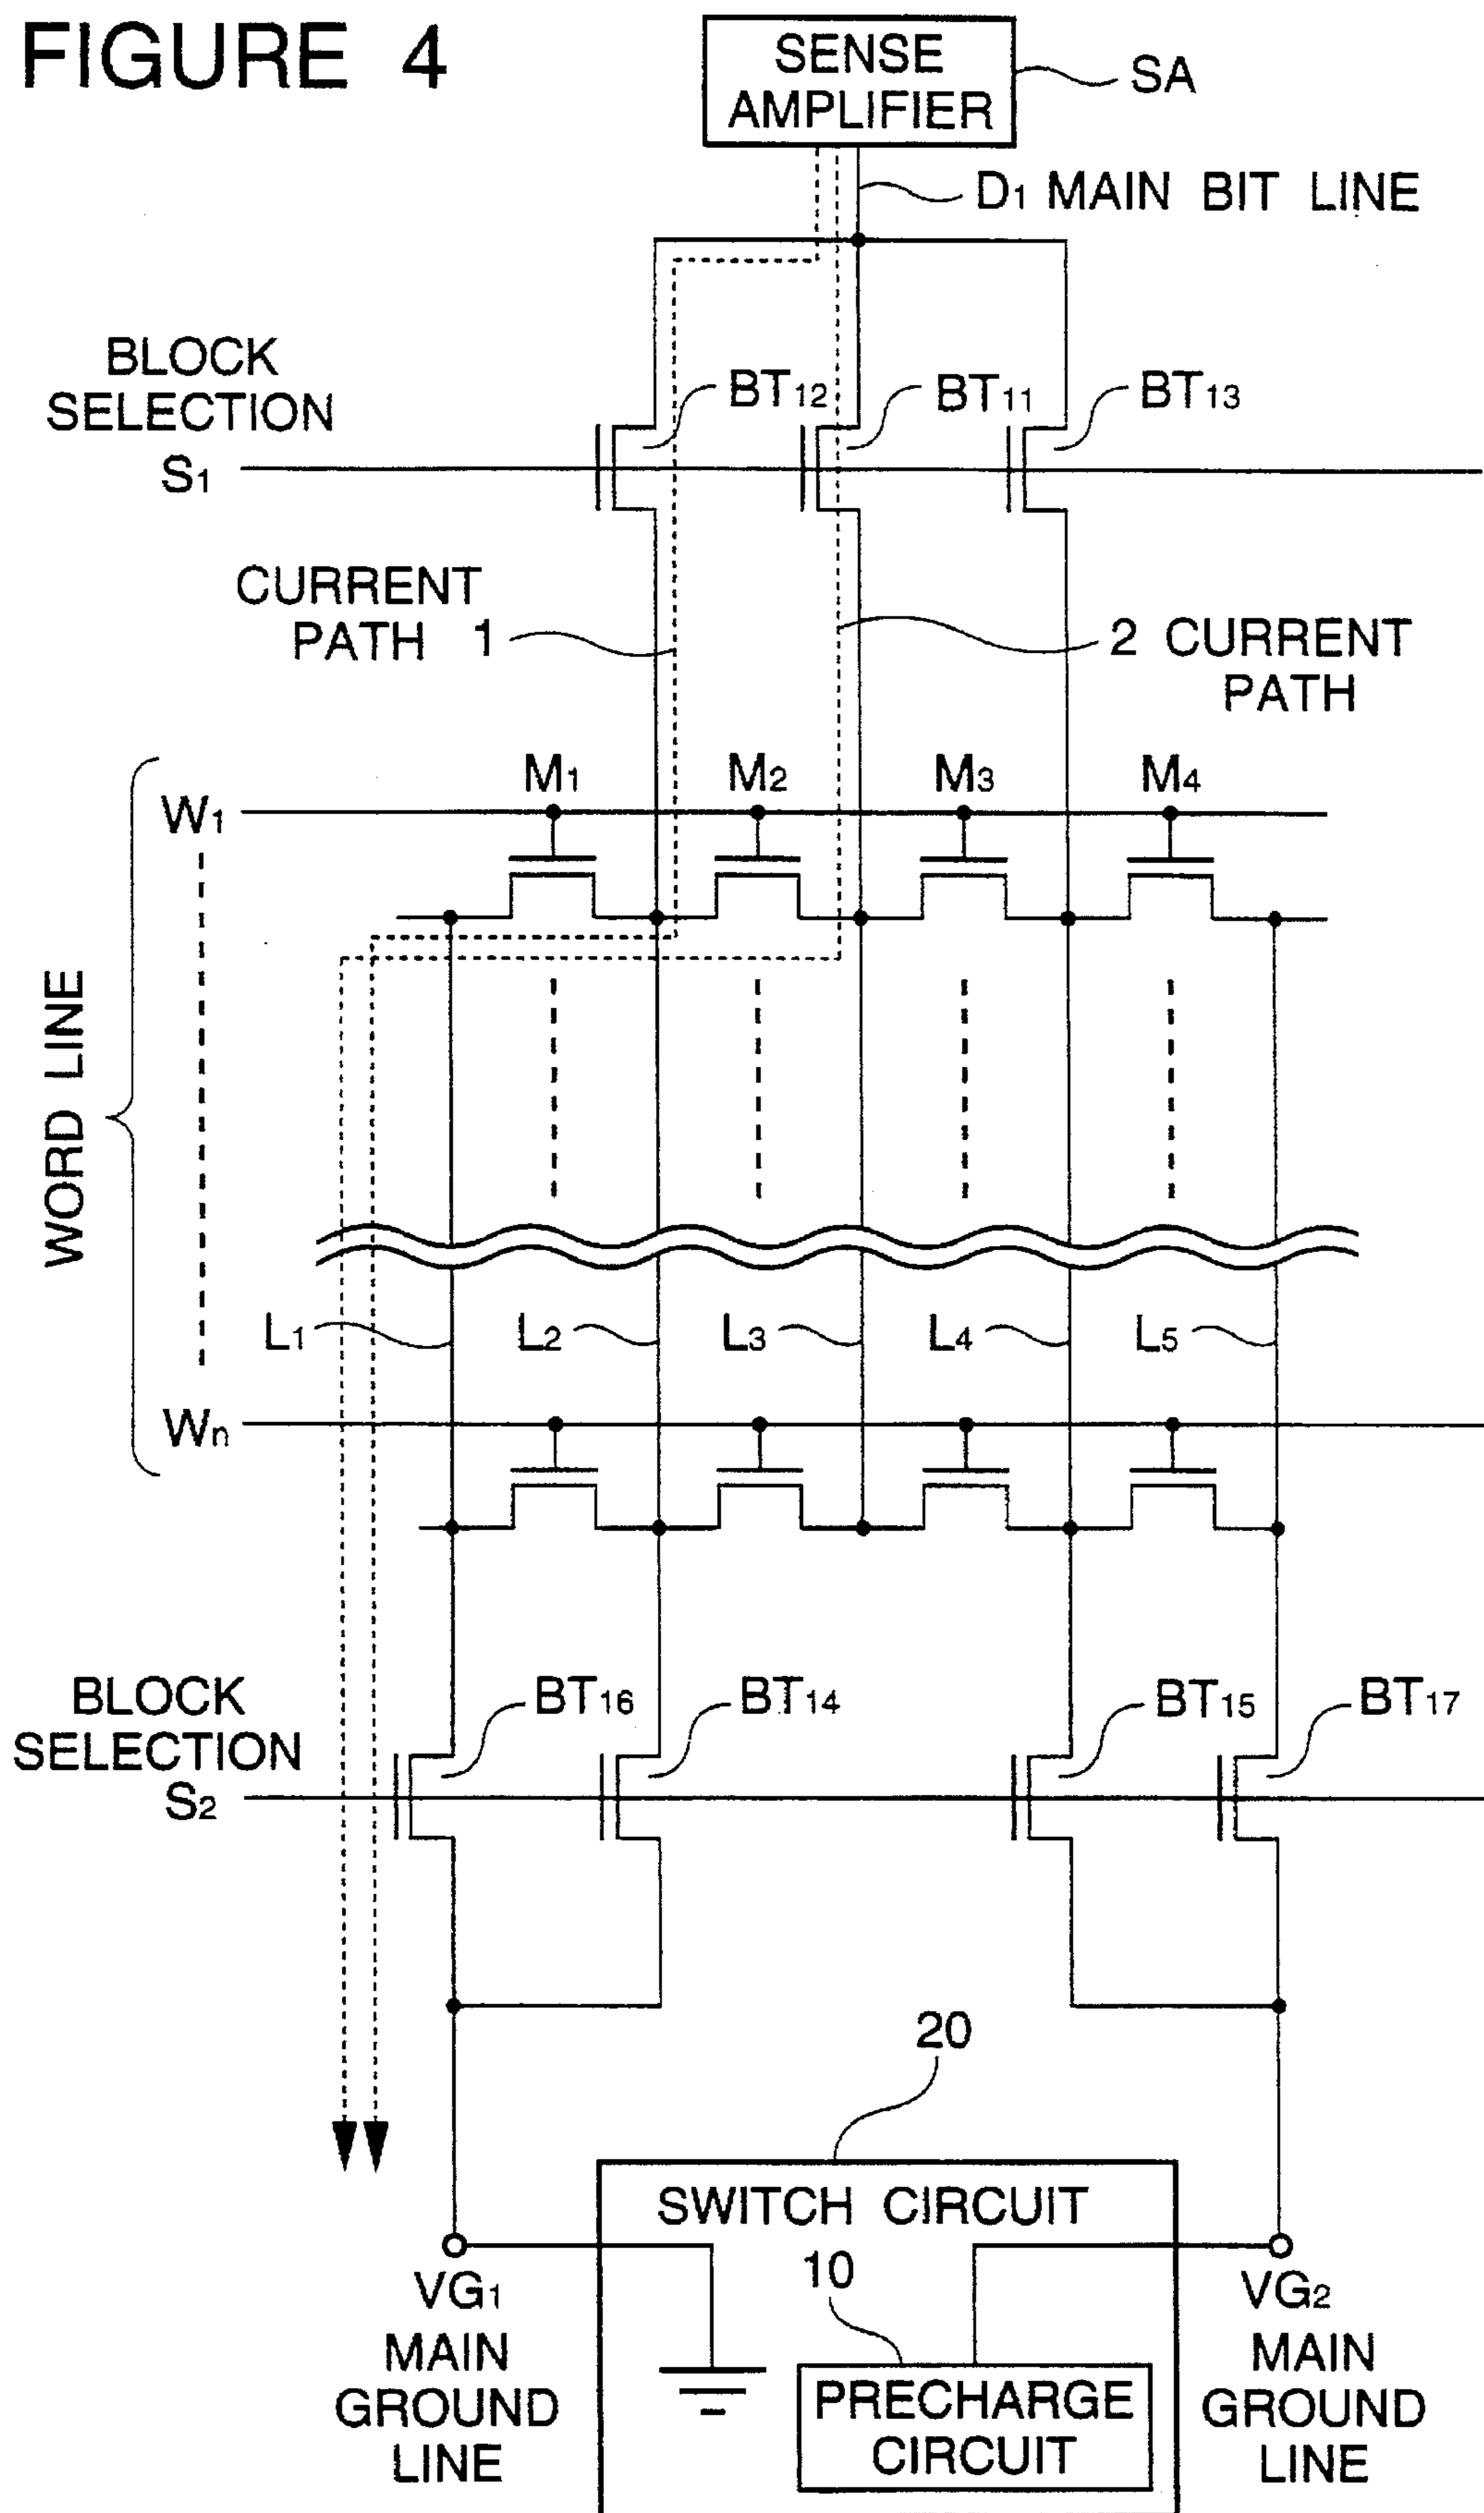 FIGURE 4
SENSE
AMPLIFIER
SA
D1 MAIN BIT LINE
BLOCK
SELECTION
S1
BT12
BT11
BT13
CURRENT
PATH 1
2 CURRENT
PATH
M1
M2
M3
M4
W1
WORD LINE
L1
L2
L3
L4
L5
Wn
BLOCK
SELECTION
S2
BT16
BT14
BT15
BT17
20
SWITCH CIRCUIT
10
VG1
MAIN
GROUND
LINE
PRECHARGE
CIRCUIT
VG2
MAIN
GROUND
LINE